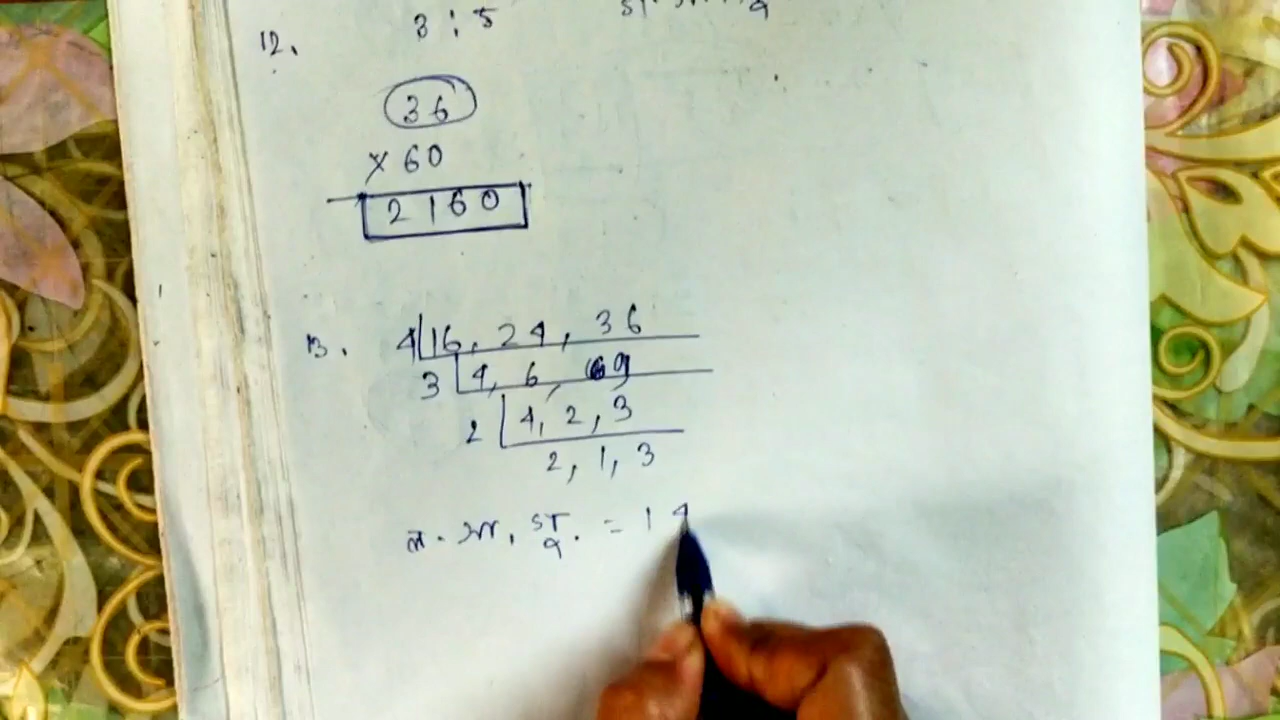 12. 3 : 5
36
× 60
2160
13. 4 16, 24, 36
3 4, 6, 9
2 4, 2, 3
2, 1, 3
ल. सा. गु. = 14